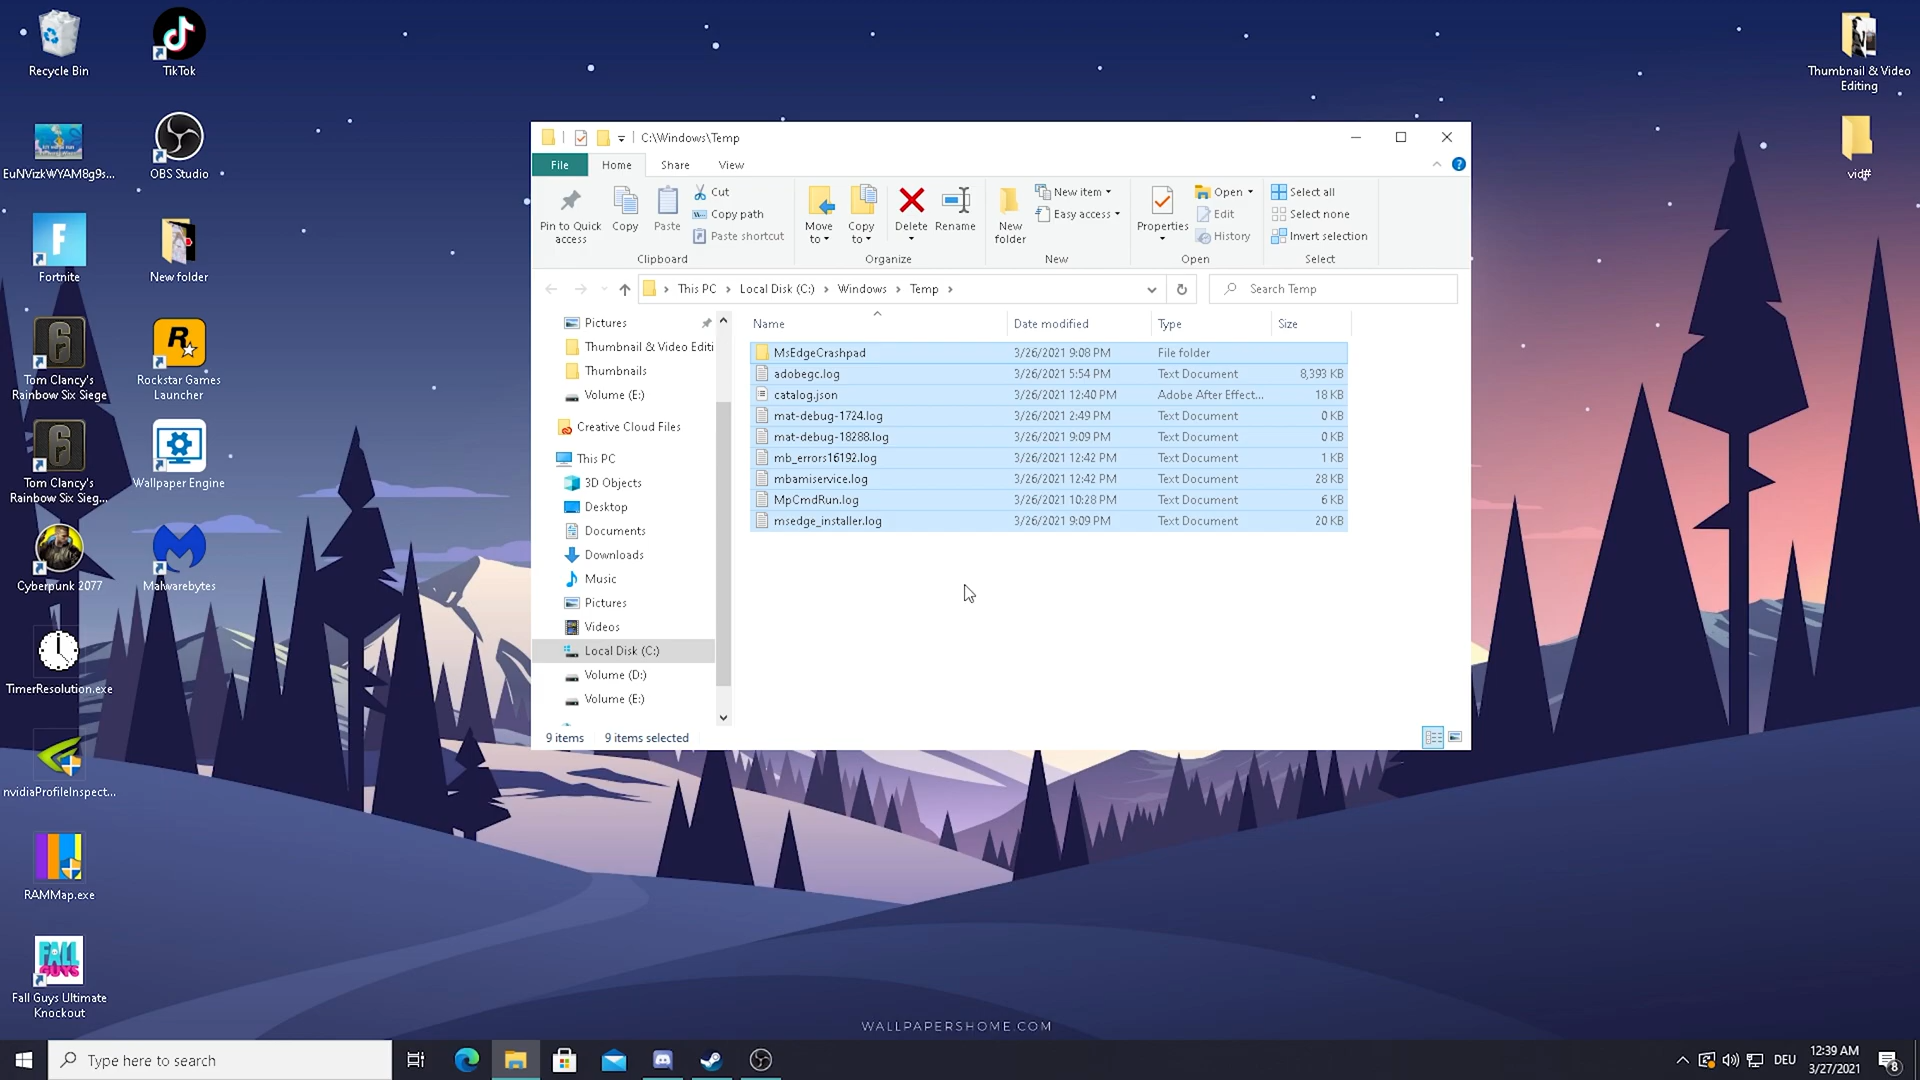 Recycle Bin
TikTok
EuNVizkWYAM8g9s...
OBS Studio
Fortnite
New folder
Tom Clancy's
Rainbow Six Siege
Rockstar Games
Launcher
Tom Clancy's
Rainbow Six Sieg...
Wallpaper Engine
Cyberpunk 2077
Malwarebytes
TimerResolution.exe
nvidiaProfileInspect...
RAMMap.exe
FALL
GUYS
Fall Guys Ultimate
Knockout
Thumbnail & Video
Editing
vid#
C:\Windows\Temp
File Home Share View
Pin to Quick
access
Copy
Paste
Cut
Copy path
Paste shortcut
Clipboard
Move
to
Copy
to
Delete
Rename
Organize
New
folder
New item
Easy access
New
Properties
Open
Edit
History
Open
Select all
Select none
Invert selection
Select
This PC Local Disk (C:) Windows Temp
Search Temp
Pictures
Thumbnail & Video Editi
Thumbnails
Volume (E:)
Creative Cloud Files
This PC
3D Objects
Desktop
Documents
Downloads
Music
Pictures
Videos
Local Disk (C:)
Volume (D:)
Volume (E:)
Name Date modified Type Size
MsEdgeCrashpad 3/26/2021 9:08 PM File folder
adobegc.log 3/26/2021 5:54 PM Text Document 8,393 KB
catalog.json 3/26/2021 12:40 PM Adobe After Effect... 18 KB
mat-debug-1724.log 3/26/2021 2:49 PM Text Document 0 KB
mat-debug-18288.log 3/26/2021 9:09 PM Text Document 0 KB
mb_errors16192.log 3/26/2021 12:42 PM Text Document 1 KB
mbamiservice.log 3/26/2021 12:42 PM Text Document 28 KB
MpCmdRun.log 3/26/2021 10:28 PM Text Document 6 KB
msedge_installer.log 3/26/2021 9:09 PM Text Document 20 KB
9 items 9 items selected
WALLPAPERSHOME.COM
Type here to search
DEU
12:39 AM
3/27/2021
8